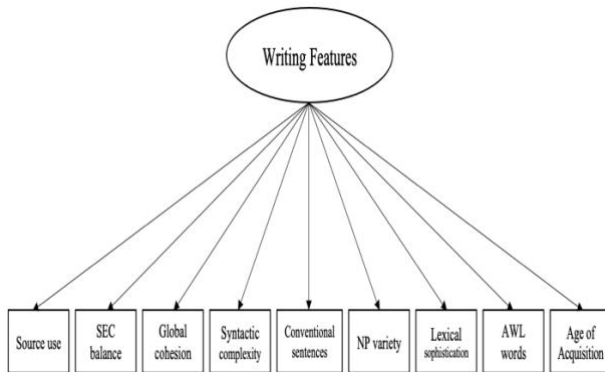 Writing Features
Source use
SEC
balance
Global
cohesion
Syntactic
complexity
Conventional
sentences
NP variety
Lexical
sophistication
AWL
words
Age of
Acquisition